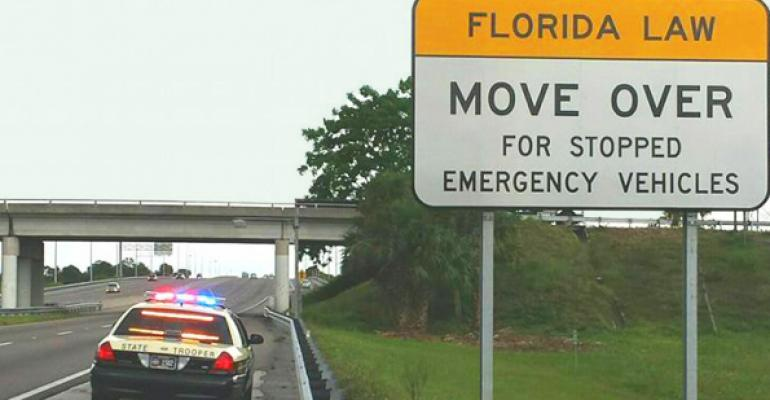 FLORIDA LAW
MOVE OVER
FOR STOPPED
EMERGENCY VEHICLES
STATE TROOPER